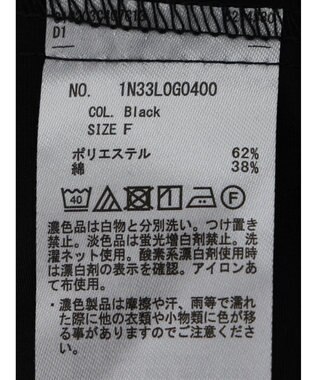 D1
NO. 1N33L0G0400
COL. Black
SIZE F
ポリエステル 62%
綿 38%
40 F
濃色品は白物と分別洗い。つけ置き
禁止。淡色品は蛍光増白剤禁止。洗
濯ネット使用。酸素系漂白剤使用
時は漂白剤の表示を確認。アイロンあ
て布使用。
・濃色製品は摩擦や汗、雨等で濡れ
た際に他の衣類や小物に色が移
る事がありますのでご注意くださ
い。